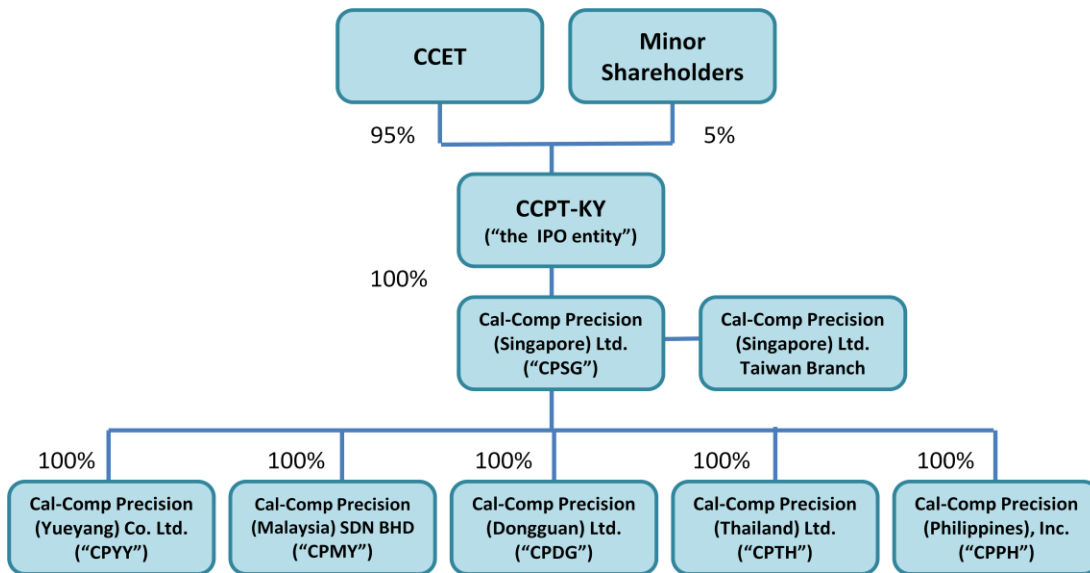 CCET
Minor
Shareholders
95%
5%
CCPT-KY
(“the  IPO entity”)
100%
Cal-Comp Precision
(Singapore) Ltd.
(“CPSG”)
Cal-Comp Precision
(Singapore) Ltd.
Taiwan Branch
100%
Cal-Comp Precision
(Yueyang) Co. Ltd.
(“CPYY”)
100%
Cal-Comp Precision
(Malaysia) SDN BHD
(“CPMY”)
100%
Cal-Comp Precision
(Dongguan) Ltd.
(“CPDG”)
100%
Cal-Comp Precision
(Thailand) Ltd.
(“CPTH”)
100%
Cal-Comp Precision
(Philippines), Inc.
(“CPPH”)